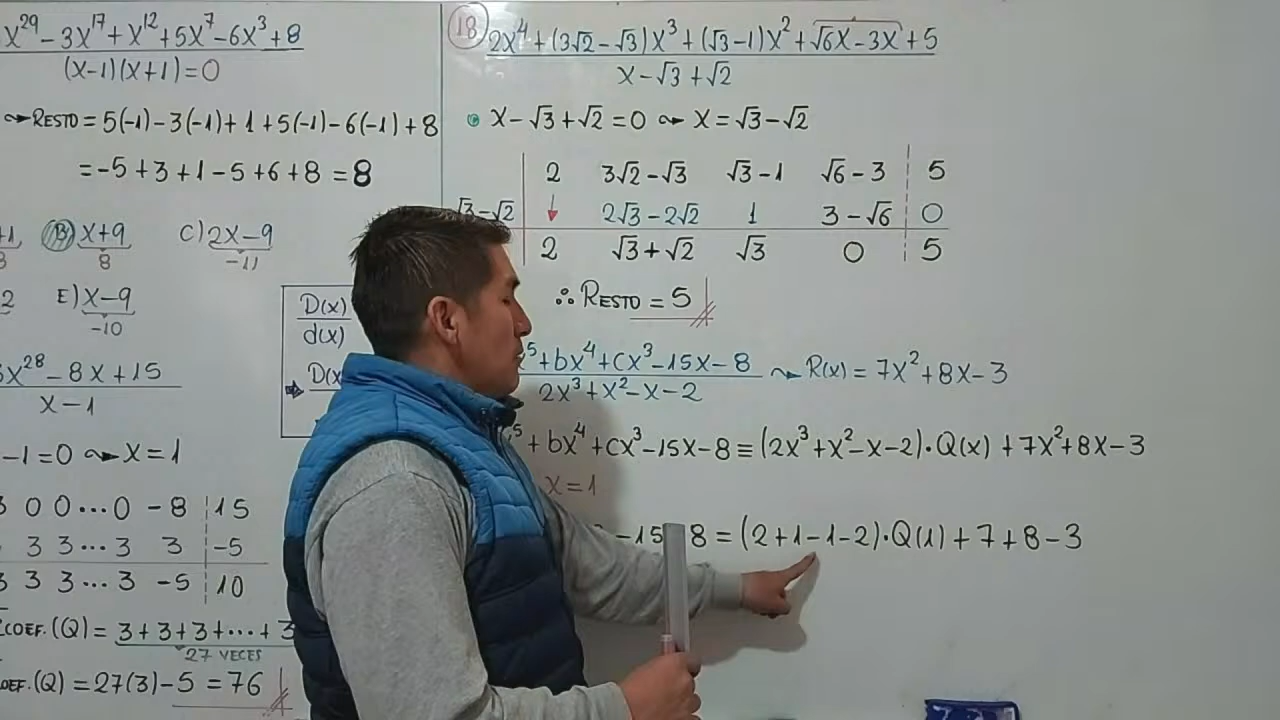 x²⁹ - 3x¹⁷ + x¹² + 5x⁷ - 6x³ + 8
(x-1)(x+1) = 0
RESTO = 5(-1) - 3(-1) + 1 + 5(-1) - 6(-1) + 8
= -5 + 3 + 1 - 5 + 6 + 8 = 8
B) x+9 C) 2x-9
8 -11
2 E) x-9
-10
x²⁸ - 8x + 15
x - 1
-1 = 0 x = 1
0 0 ... 0 -8 15
3 3 ... 3 3 -5
3 3 ... 3 -5 10
COEF.(Q) = 3+3+3+...+3
27 VECES
OEF.(Q) = 27(3) - 5 = 76
D(x)
d(x)
D(x
18
2x⁴ + (3√2 - √3)x³ + (√3 - 1)x² + √6x - 3x + 5
x - √3 + √2
x - √3 + √2 = 0 x = √3 - √2
2 3√2 - √3 √3 - 1 √6 - 3 5
√3 - √2 2√3 - 2√2 1 3 - √6 0
2 √3 + √2 √3 0 5
∴ RESTO = 5
⁵ + bx⁴ + cx³ - 15x - 8 R(x) = 7x² + 8x - 3
2x³ + x² - x - 2
⁵ + bx⁴ + cx³ - 15x - 8 ≡ (2x³ + x² - x - 2)·Q(x) + 7x² + 8x - 3
x = 1
-15 8 = (2 + 1 - 1 - 2)·Q(1) + 7 + 8 - 3